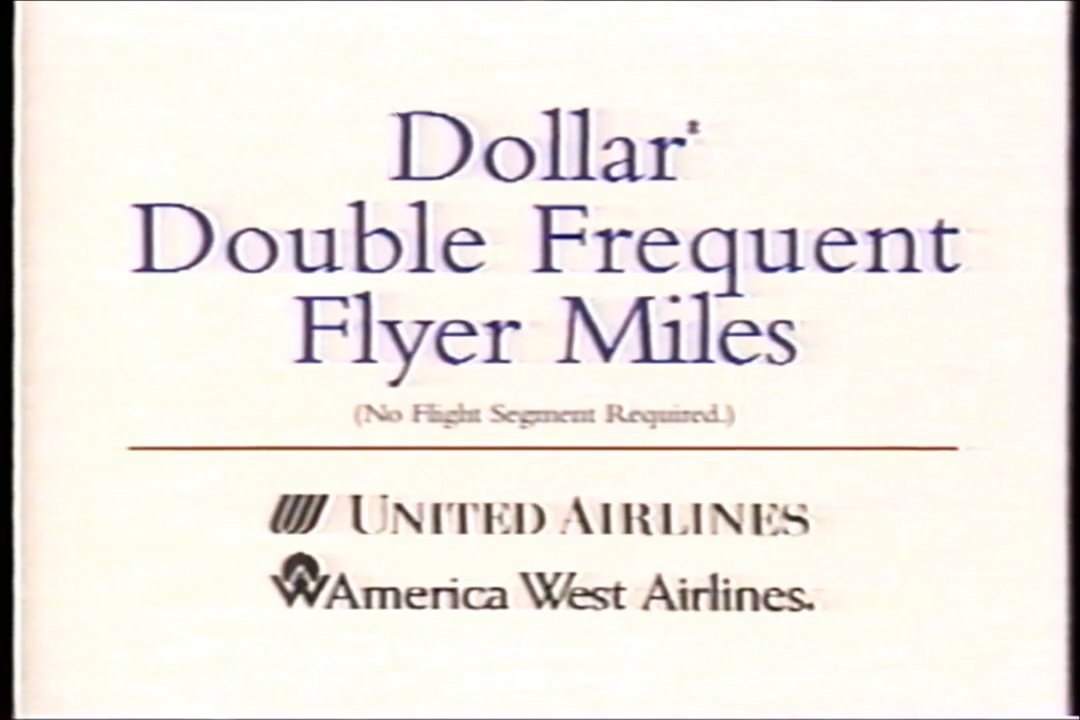 Dollar®
Double Frequent
Flyer Miles
(No Flight Segment Required.)
UNITED AIRLINES
America West Airlines.